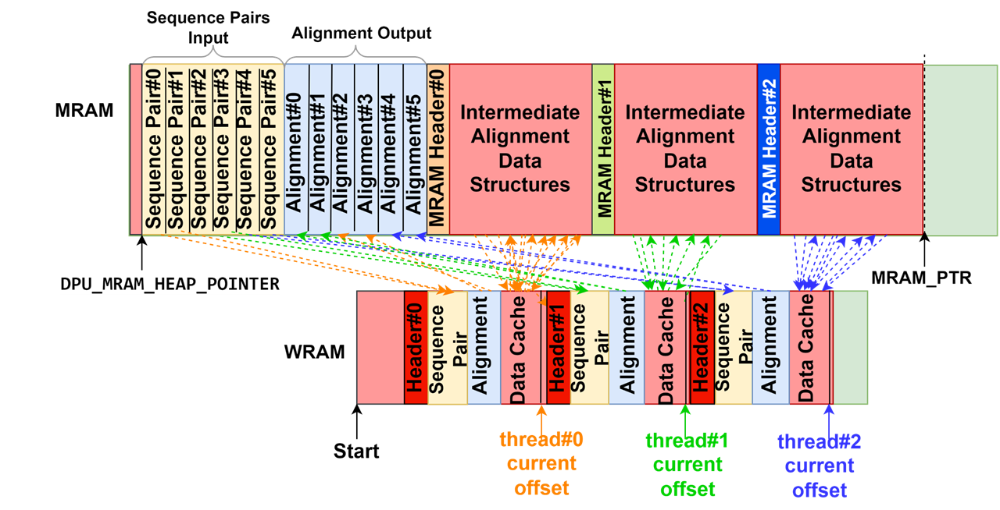 Sequence Pairs
Input
Alignment Output
MRAM
Sequence Pair#0
Sequence Pair#1
Sequence Pair#2
Sequence Pair#3
Sequence Pair#4
Sequence Pair#5
Alignment#0
Alignment#1
Alignment#2
Alignment#3
Alignment#4
Alignment#5
MRAM Header#0
Intermediate
Alignment
Data
Structures
MRAM Header#1
Intermediate
Alignment
Data
Structures
MRAM Header#2
Intermediate
Alignment
Data
Structures
DPU_MRAM_HEAP_POINTER
MRAM_PTR
WRAM
Header#0
Sequence
Pair
Alignment
Data Cache
Header#1
Sequence
Pair
Alignment
Data Cache
Header#2
Sequence
Pair
Alignment
Data Cache
Start
thread#0
current
offset
thread#1
current
offset
thread#2
current
offset